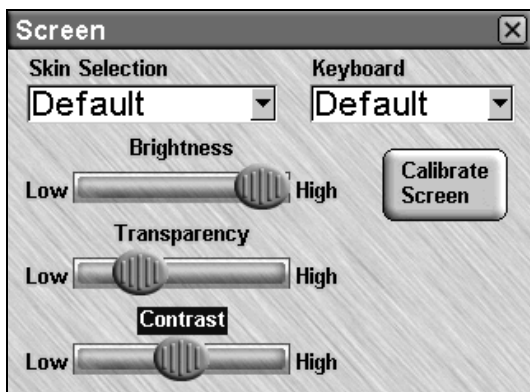 Screen
Skin Selection Keyboard
Default Default
Brightness
Low High
Calibrate
Screen
Transparency
Low High
Contrast
Low High